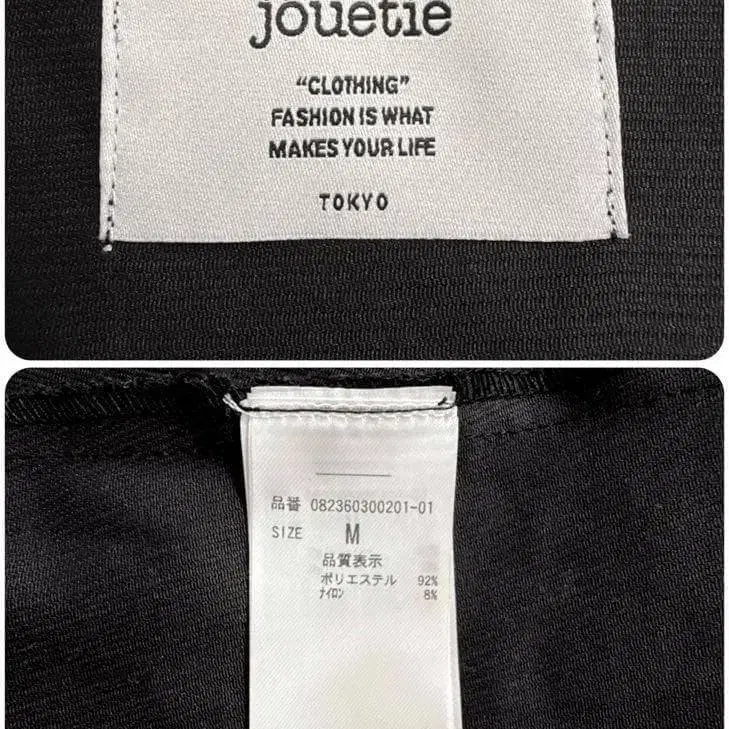 jouetie
“CLOTHING”
FASHION IS WHAT
MAKES YOUR LIFE
TOKYO
品番 082360300201-01
SIZE M
品質表示
ポリエステル 92%
ナイロン 8%